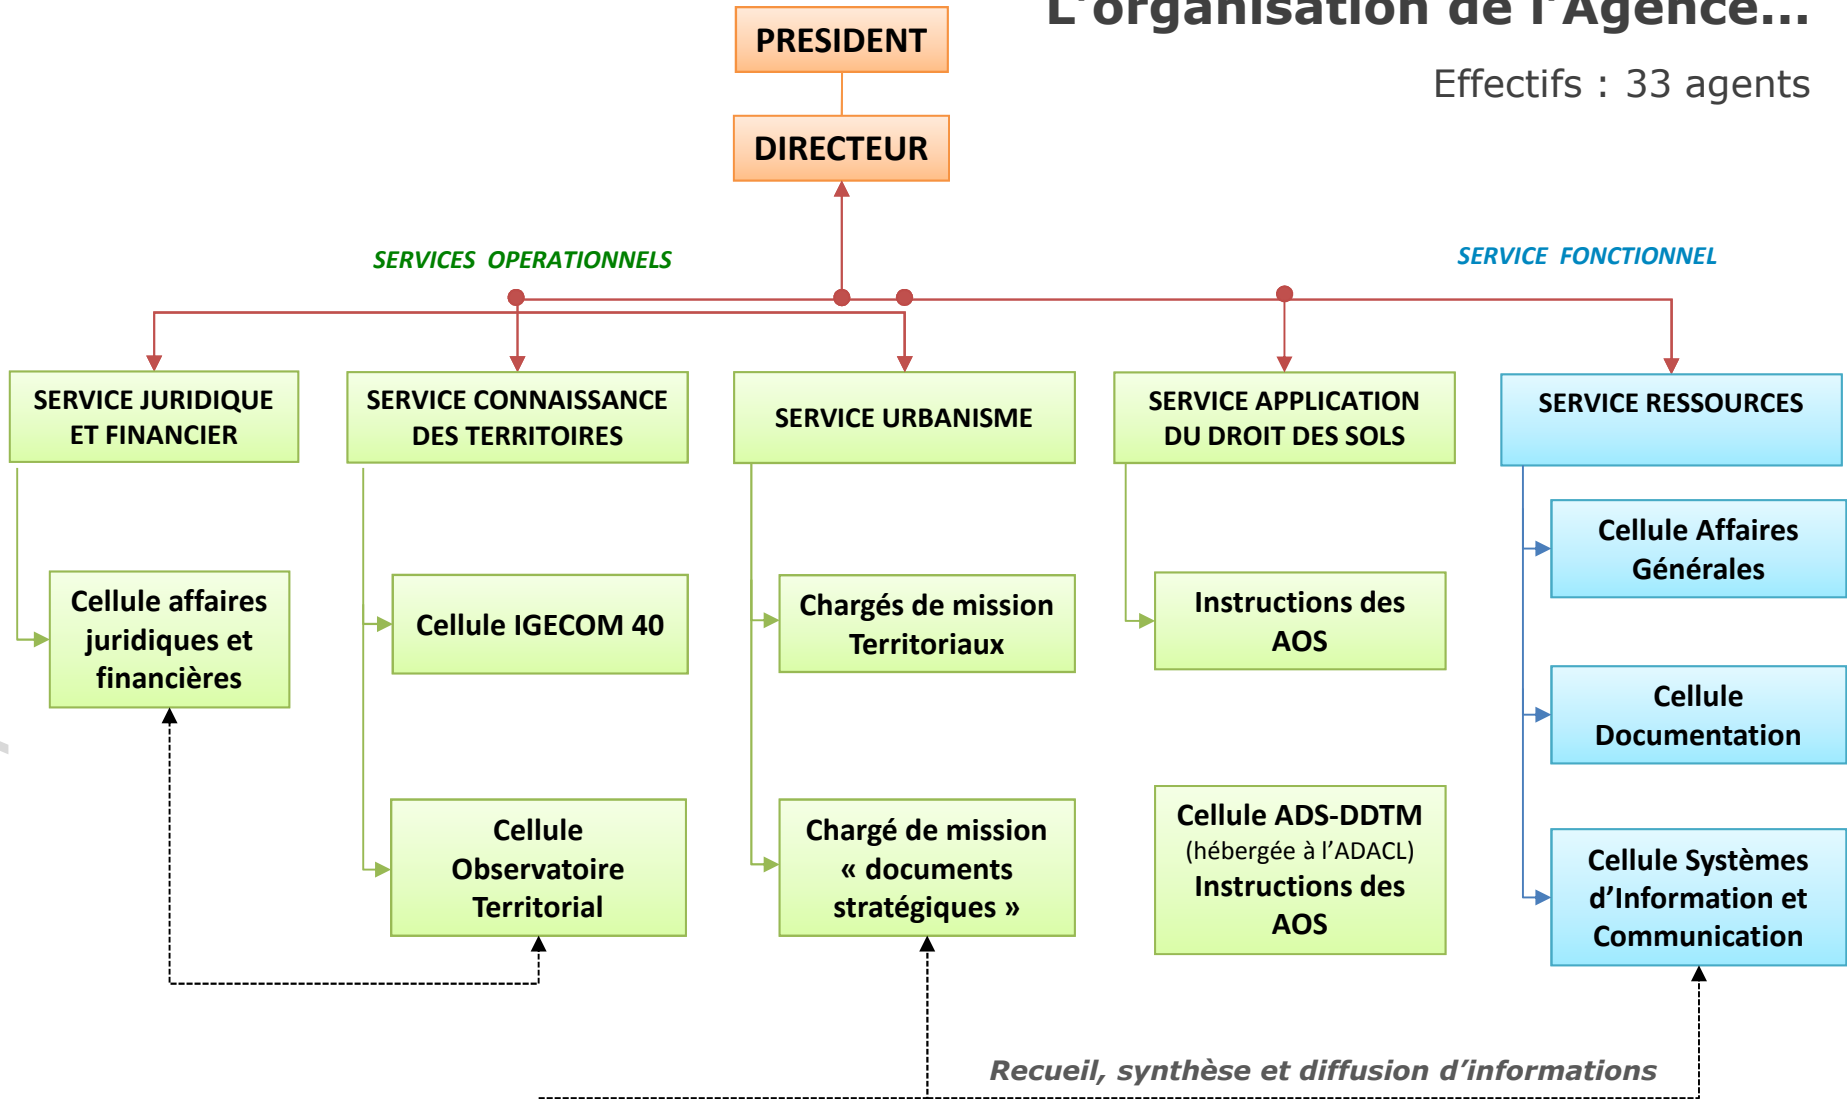 L'organisation de l'Agence...
Effectifs : 33 agents
PRESIDENT
DIRECTEUR
SERVICES OPERATIONNELS
SERVICE FONCTIONNEL
SERVICE JURIDIQUE
ET FINANCIER
SERVICE CONNAISSANCE
DES TERRITOIRES
SERVICE URBANISME
SERVICE APPLICATION
DU DROIT DES SOLS
SERVICE RESSOURCES
Cellule affaires
juridiques et
financières
Cellule IGECOM 40
Cellule
Observatoire
Territorial
Chargés de mission
Territoriaux
Chargé de mission
« documents
stratégiques »
Instructions des
AOS
Cellule ADS-DDTM
(hébergée à l'ADACL)
Instructions des
AOS
Cellule Affaires
Générales
Cellule
Documentation
Cellule Systèmes
d'Information et
Communication
Recueil, synthèse et diffusion d'informations